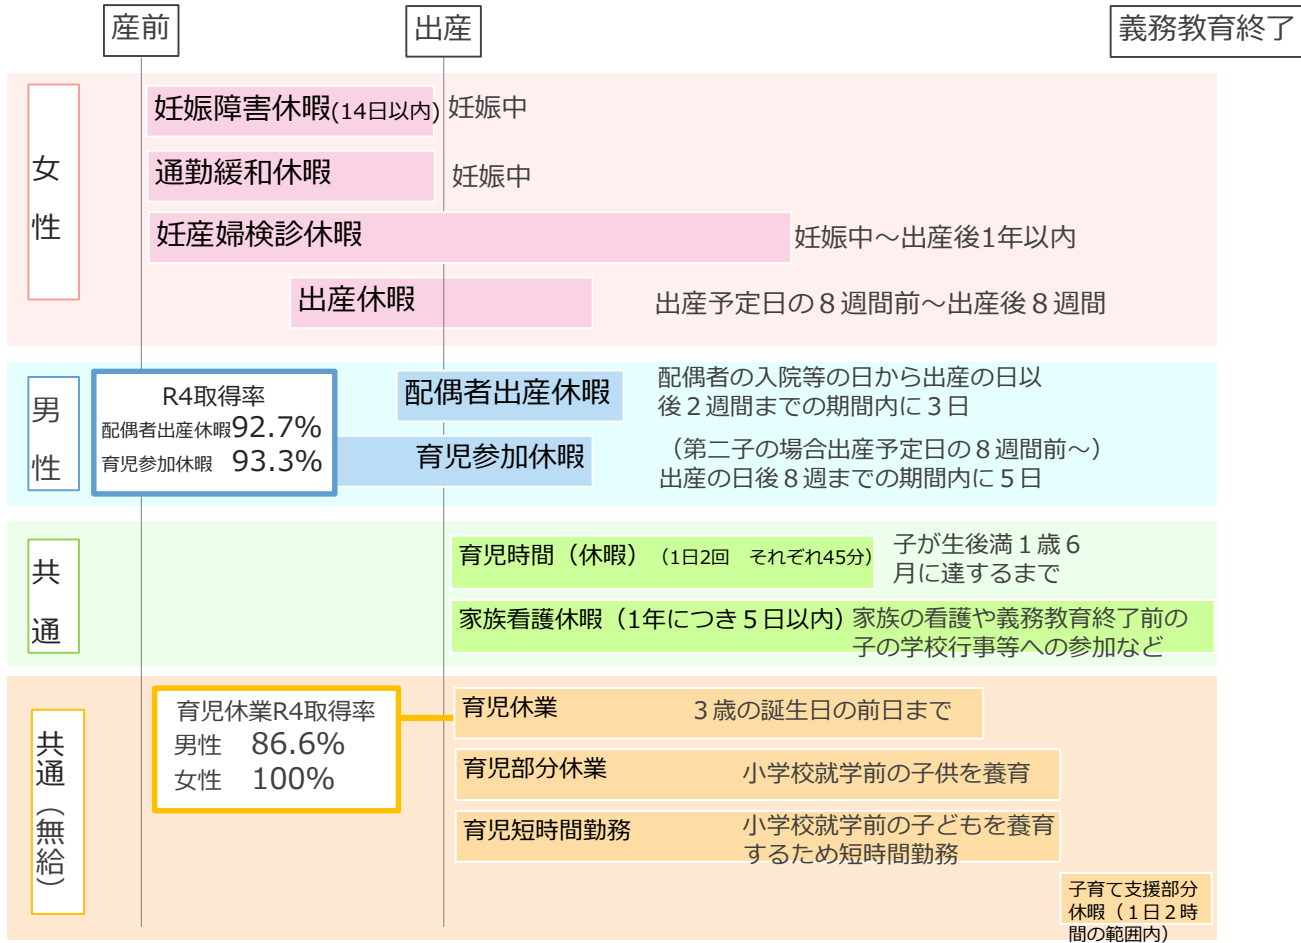 産前
出産
義務教育終了
女性
妊娠障害休暇(14日以内)
妊娠中
通勤緩和休暇
妊娠中
妊産婦検診休暇
妊娠中～出産後1年以内
出産休暇
出産予定日の８週間前～出産後８週間
男性
R4取得率
配偶者出産休暇92.7%
育児参加休暇 93.3%
配偶者出産休暇
配偶者の入院等の日から出産の日以
後２週間までの期間内に３日
育児参加休暇
（第二子の場合出産予定日の８週間前～）
出産の日後８週までの期間内に５日
共通
育児時間（休暇）（1日2回　それぞれ45分）
子が生後満１歳６
月に達するまで
家族看護休暇（1年につき５日以内）
家族の看護や義務教育終了前の
子の学校行事等への参加など
共通（無給）
育児休業R4取得率
男性　86.6%
女性　100%
育児休業
３歳の誕生日の前日まで
育児部分休業
小学校就学前の子供を養育
育児短時間勤務
小学校就学前の子どもを養育
するため短時間勤務
子育て支援部分
休暇（１日２時
間の範囲内）